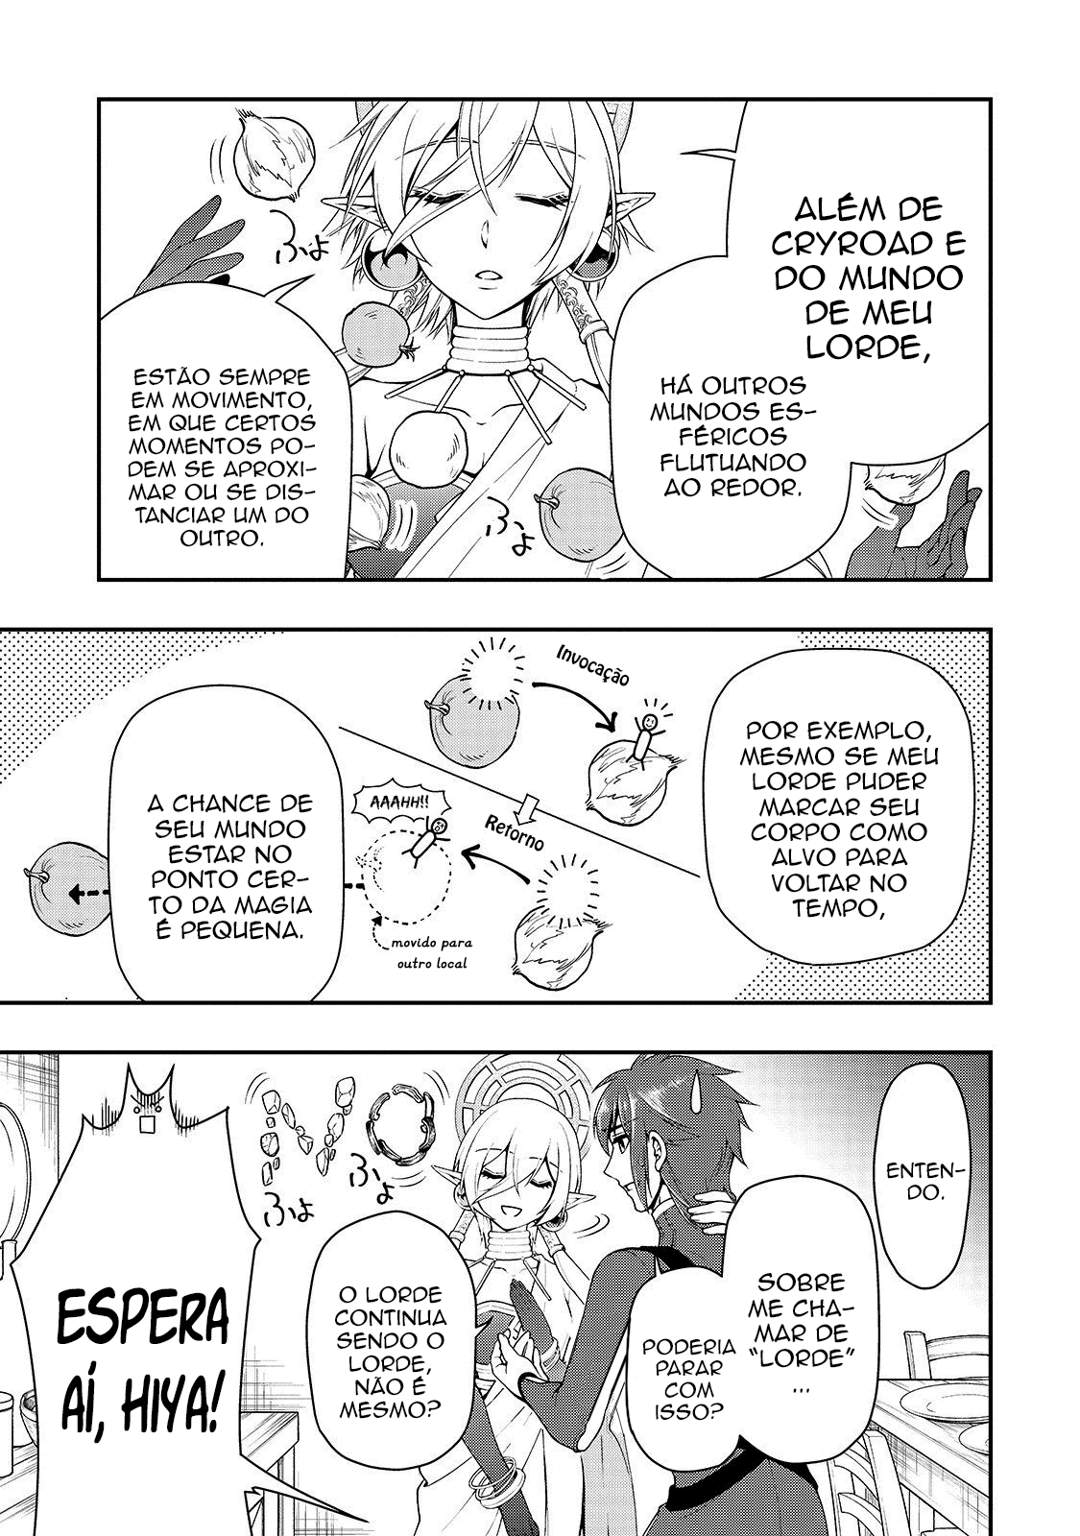 ALÉM DE
CRYROAD E
DO MUNDO
DE MEU
LORDE,
HÁ OUTROS
MUNDOS ES-
FÉRICOS
FLUTUANDO
AO REDOR.
ふよ
ふよ
ESTÃO SEMPRE
EM MOVIMENTO,
EM QUE CERTOS
MOMENTOS PO-
DEM SE APROXI-
MAR OU SE DIS-
TANCIAR UM DO
OUTRO.
POR EXEMPLO,
MESMO SE MEU
LORDE PUDER
MARCAR SEU
CORPO COMO
ALVO PARA
VOLTAR NO
TEMPO,
Invocação
Retorno
AAAHH!!
movido para
outro local
A CHANCE DE
SEU MUNDO
ESTAR NO
PONTO CER-
TO DA MAGIA
É PEQUENA.
ENTEN-
DO.
SOBRE
ME CHA-
MAR DE
“LORDE”
...
PODERIA
PARAR
COM
ISSO?
ふよ
ふよ
O LORDE
CONTINUA
SENDO O
LORDE,
NÃO É
MESMO?
ESPERA
AÍ, HIYA!